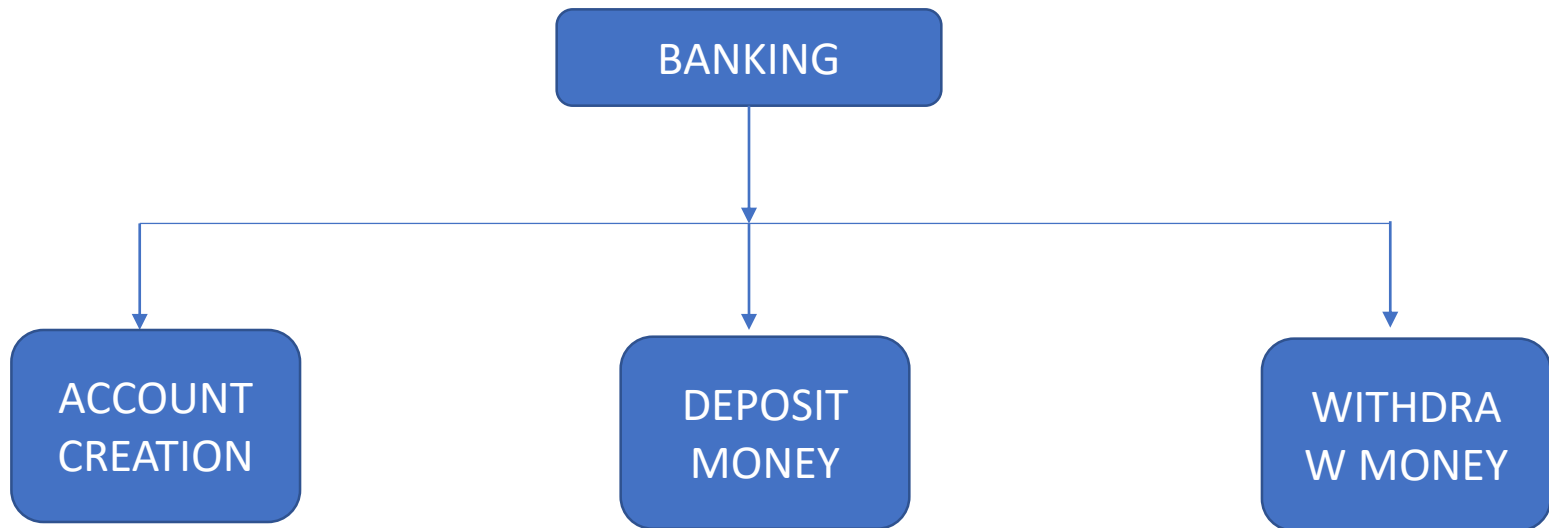 BANKING
ACCOUNT
CREATION
DEPOSIT
MONEY
WITHDRA
W MONEY